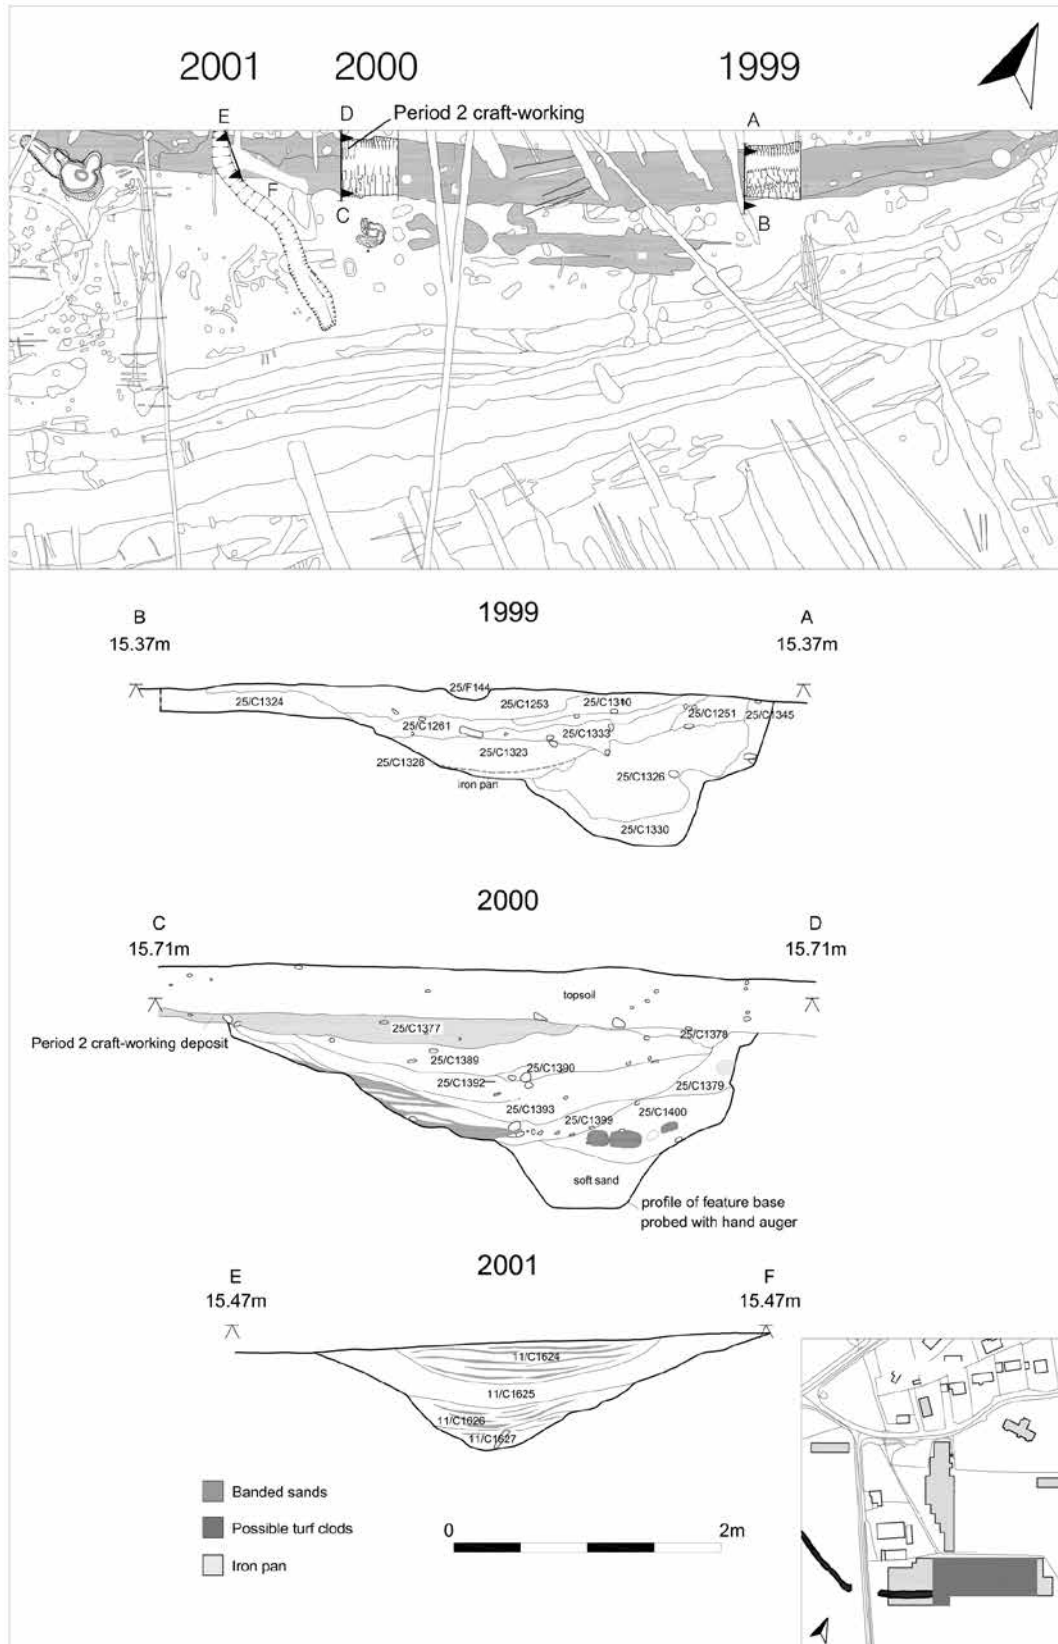 2001 2000 1999
E D Period 2 craft-working A
F C B
1999
B A
15.37m 15.37m
25/F144
25/C1324 25/C1253 25/C1310
25/C1251 25/C1345
25/C1261 25/C1333
25/C1323
25/C1328 25/C1326
iron pan
25/C1330
2000
C D
15.71m 15.71m
topsoil
25/C1377 25/C1378
Period 2 craft-working deposit
25/C1389 25/C1390
25/C1392 25/C1379
25/C1393 25/C1399 25/C1400
soft sand
profile of feature base
probed with hand auger
2001
E F
15.47m 15.47m
11/C1624
11/C1625
11/C1626
11/C1627
Banded sands
Possible turf clods
Iron pan
0 2m